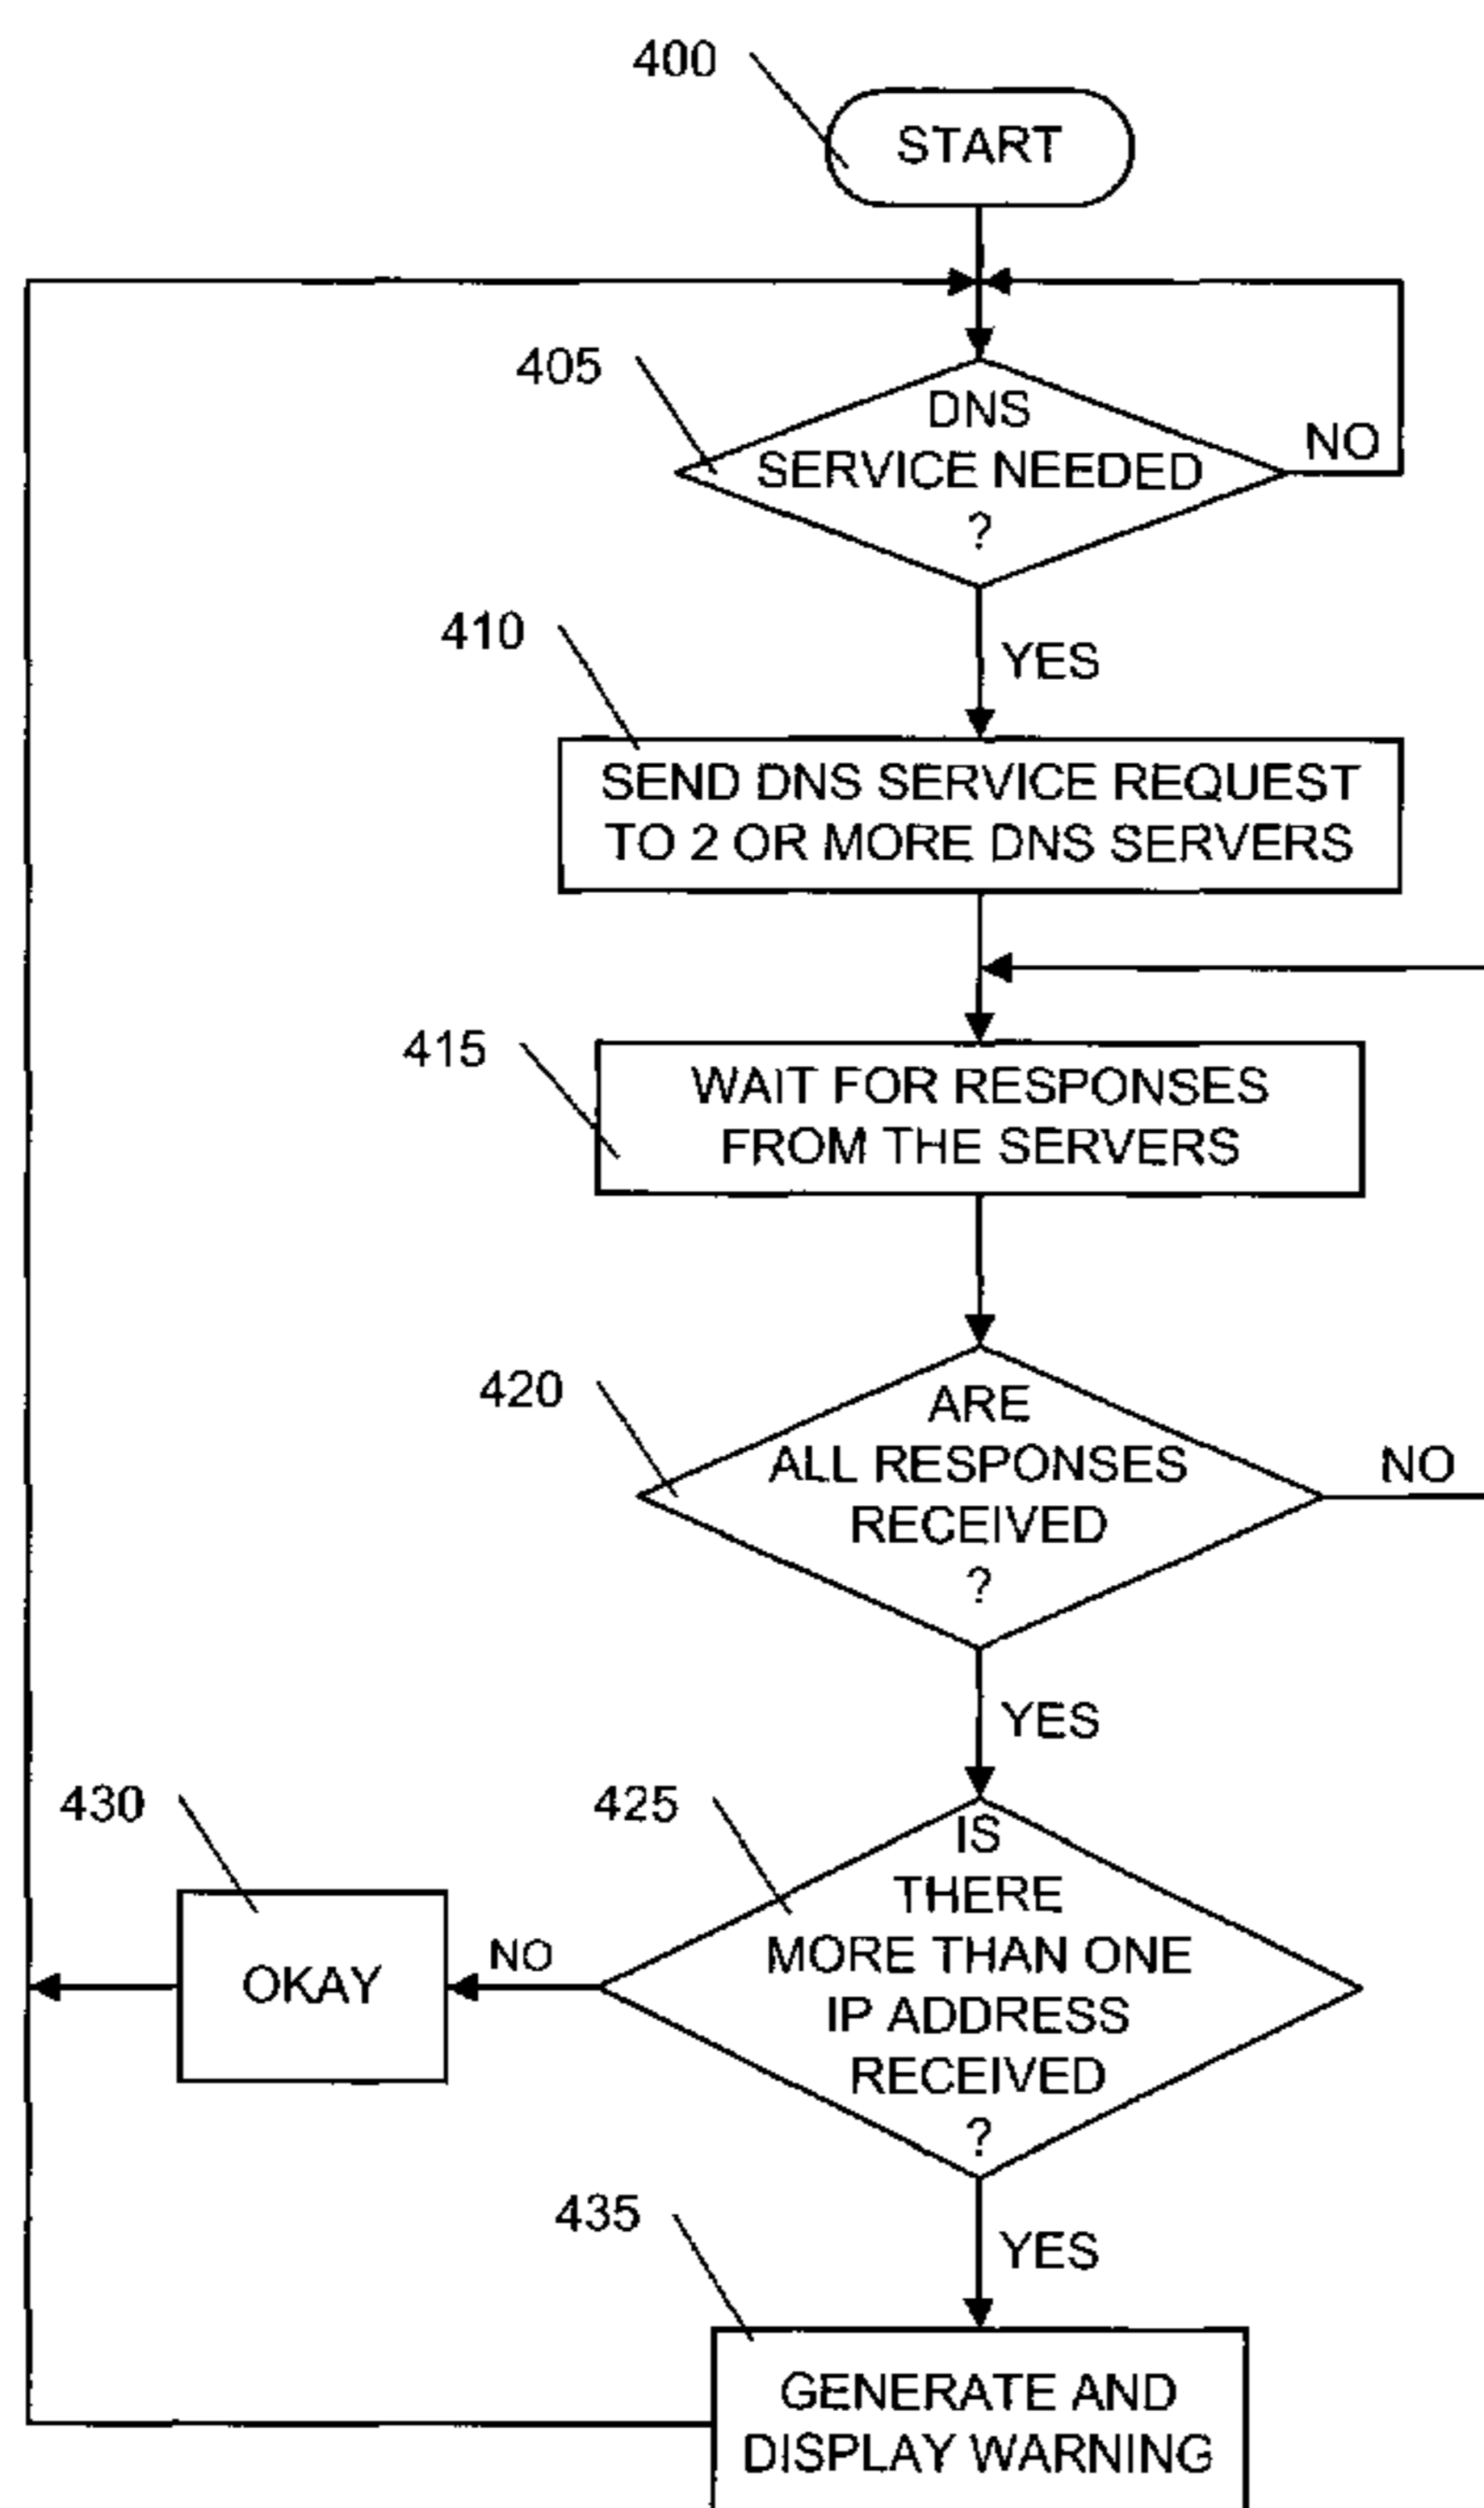 400
START
405
DNS
SERVICE NEEDED
?
NO
410
YES
SEND DNS SERVICE REQUEST
TO 2 OR MORE DNS SERVERS
415
WAIT FOR RESPONSES
FROM THE SERVERS
420
ARE
ALL RESPONSES
RECEIVED
?
NO
YES
430
425
IS
THERE
MORE THAN ONE
IP ADDRESS
RECEIVED
?
NO
OKAY
435
YES
GENERATE AND
DISPLAY WARNING